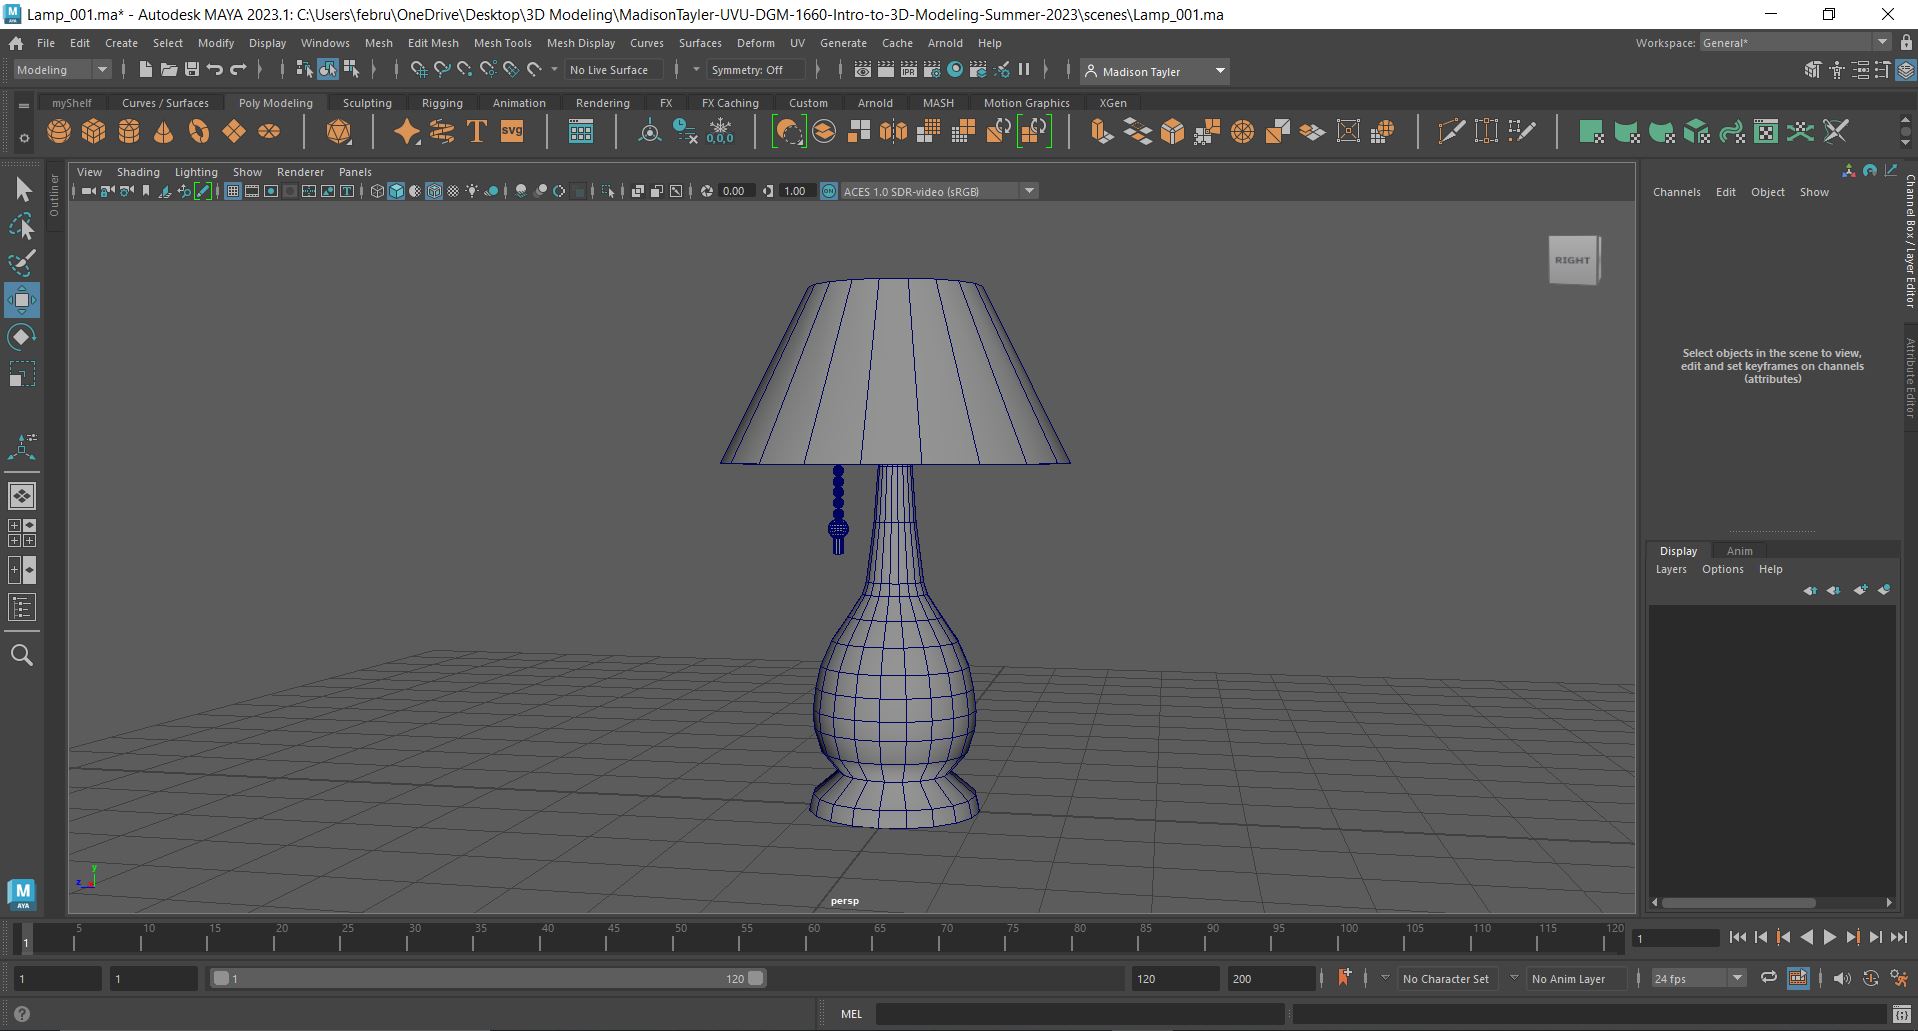 Lamp_001.ma* - Autodesk MAYA 2023.1: C:\Users\febru\OneDrive\Desktop\3D Modeling\MadisonTayler-UVU-DGM-1660-Intro-to-3D-Modeling-Summer-2023\scenes\Lamp_001.ma
File Edit Create Select Modify Display Windows Mesh Edit Mesh Mesh Tools Mesh Display Curves Surfaces Deform UV Generate Cache Arnold Help Workspace: General*
Modeling No Live Surface Symmetry: Off IPR Madison Tayler
myShelf Curves / Surfaces Poly Modeling Sculpting Rigging Animation Rendering FX FX Caching Custom Arnold MASH Motion Graphics XGen
T SVG 0,0,0
View Shading Lighting Show Renderer Panels
0.00 1.00 ON ACES 1.0 SDR-video (sRGB)
Outliner
Channels Edit Object Show
Channel Box / Layer Editor
Attribute Editor
RIGHT
Select objects in the scene to view,
edit and set keyframes on channels
(attributes)
Display Anim
Layers Options Help
y
z
persp
M
AYA
1 5 10 15 20 25 30 35 40 45 50 55 60 65 70 75 80 85 90 95 100 105 110 115 120 1
1 1 1 120 120 200 No Character Set No Anim Layer 24 fps
MEL